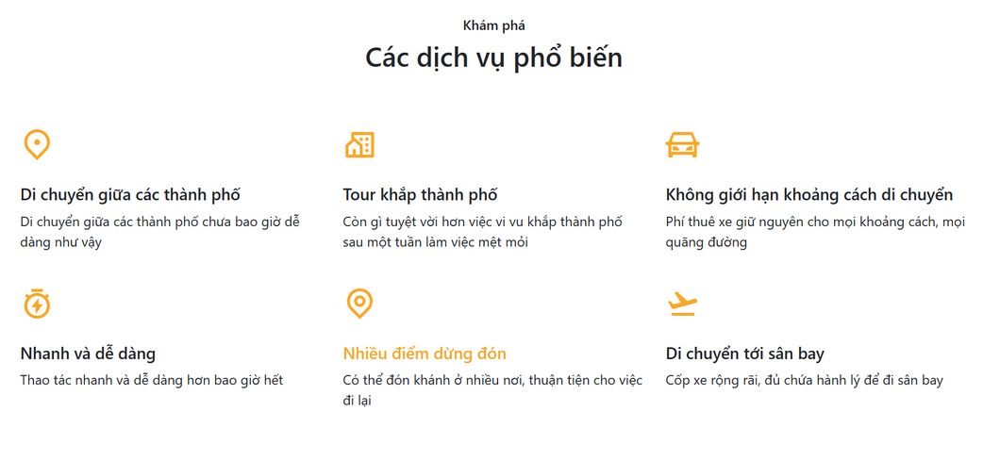 Khám phá
Các dịch vụ phổ biến
Di chuyển giữa các thành phố
Di chuyển giữa các thành phố chưa bao giờ dễ
dàng như vậy
Tour khắp thành phố
Còn gì tuyệt vời hơn việc vi vu khắp thành phố
sau một tuần làm việc mệt mỏi
Không giới hạn khoảng cách di chuyển
Phí thuê xe giữ nguyên cho mọi khoảng cách, mọi
quãng đường
Nhanh và dễ dàng
Thao tác nhanh và dễ dàng hơn bao giờ hết
Nhiều điểm dừng đón
Có thể đón khánh ở nhiều nơi, thuận tiện cho việc
đi lại
Di chuyển tới sân bay
Cốp xe rộng rãi, đủ chứa hành lý để đi sân bay